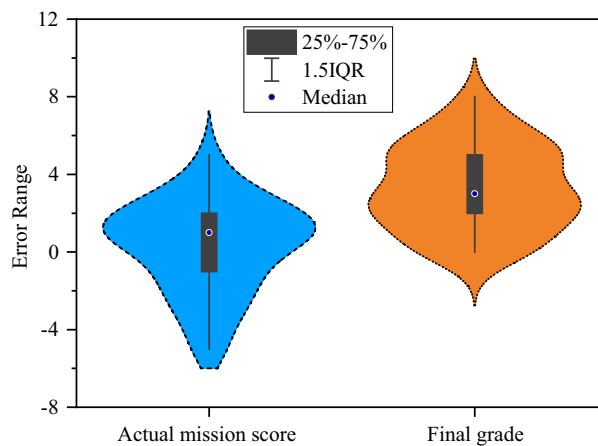 12
8
4
0
-4
-8
Error Range
25%-75%
1.5IQR
Median
Actual mission score
Final grade